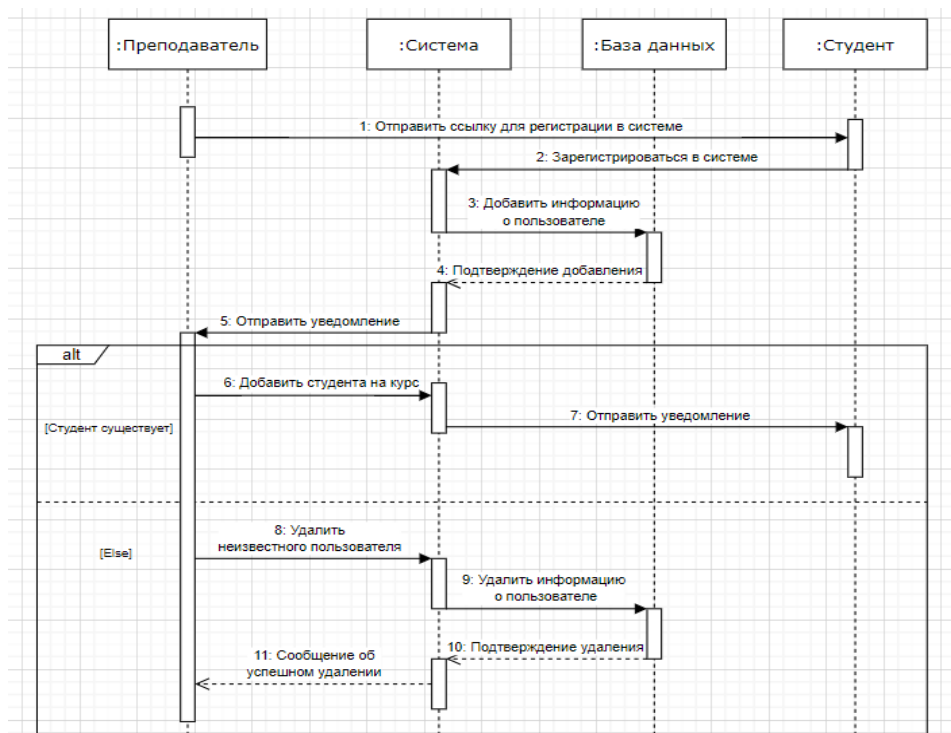 :Преподаватель
:Система
:База данных
:Студент
1: Отправить ссылку для регистрации в системе
2: Зарегистрироваться в системе
3: Добавить информацию
о пользователе
4: Подтверждение добавления
5: Отправить уведомление
alt
6: Добавить студента на курс
7: Отправить уведомление
[Студент существует]
8: Удалить
неизвестного пользователя
[Else]
9: Удалить информацию
о пользователе
10: Подтверждение удаления
11: Сообщение об
успешном удалении